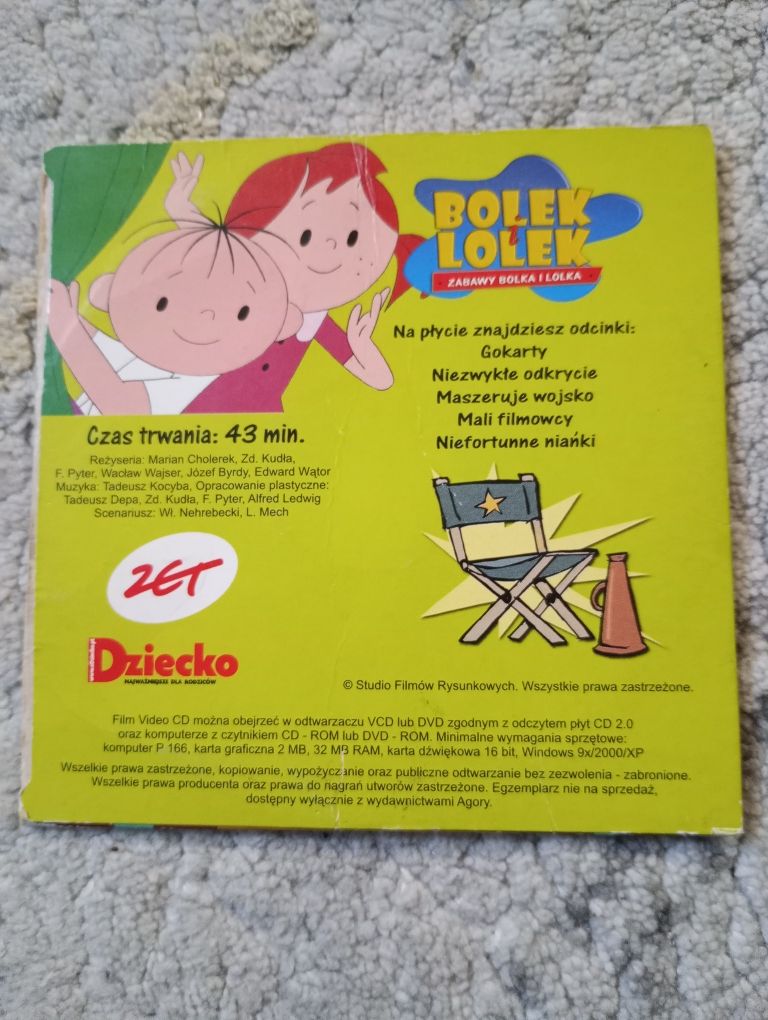 BOLEK
i
LOLEK
ZABAWY BOLKA I LOLKA
Na płycie znajdziesz odcinki:
Gokarty
Niezwykłe odkrycie
Maszeruje wojsko
Mali filmowcy
Niefortunne niańki
Czas trwania: 43 min.
Reżyseria: Marian Cholerek, Zd. Kudła,
F. Pyter, Wacław Wajser, Józef Byrdy, Edward Wątor
Muzyka: Tadeusz Kocyba, Opracowanie plastyczne:
Tadeusz Depa, Zd. Kudła, F. Pyter, Alfred Ledwig
Scenariusz: Wł. Nehrebecki, L. Mech
ZET
Dziecko
NAJWAŻNIEJSZE DLA RODZICÓW
© Studio Filmów Rysunkowych. Wszystkie prawa zastrzeżone.
Film Video CD można obejrzeć w odtwarzaczu VCD lub DVD zgodnym z odczytem płyt CD 2.0
oraz komputerze z czytnikiem CD - ROM lub DVD - ROM. Minimalne wymagania sprzętowe:
komputer P 166, karta graficzna 2 MB, 32 MB RAM, karta dźwiękowa 16 bit, Windows 9x/2000/XP
Wszelkie prawa zastrzeżone, kopiowanie, wypożyczanie oraz publiczne odtwarzanie bez zezwolenia - zabronione.
Wszelkie prawa producenta oraz prawa do nagrań utworów zastrzeżone. Egzemplarz nie na sprzedaż,
dostępny wyłącznie z wydawnictwami Agory.